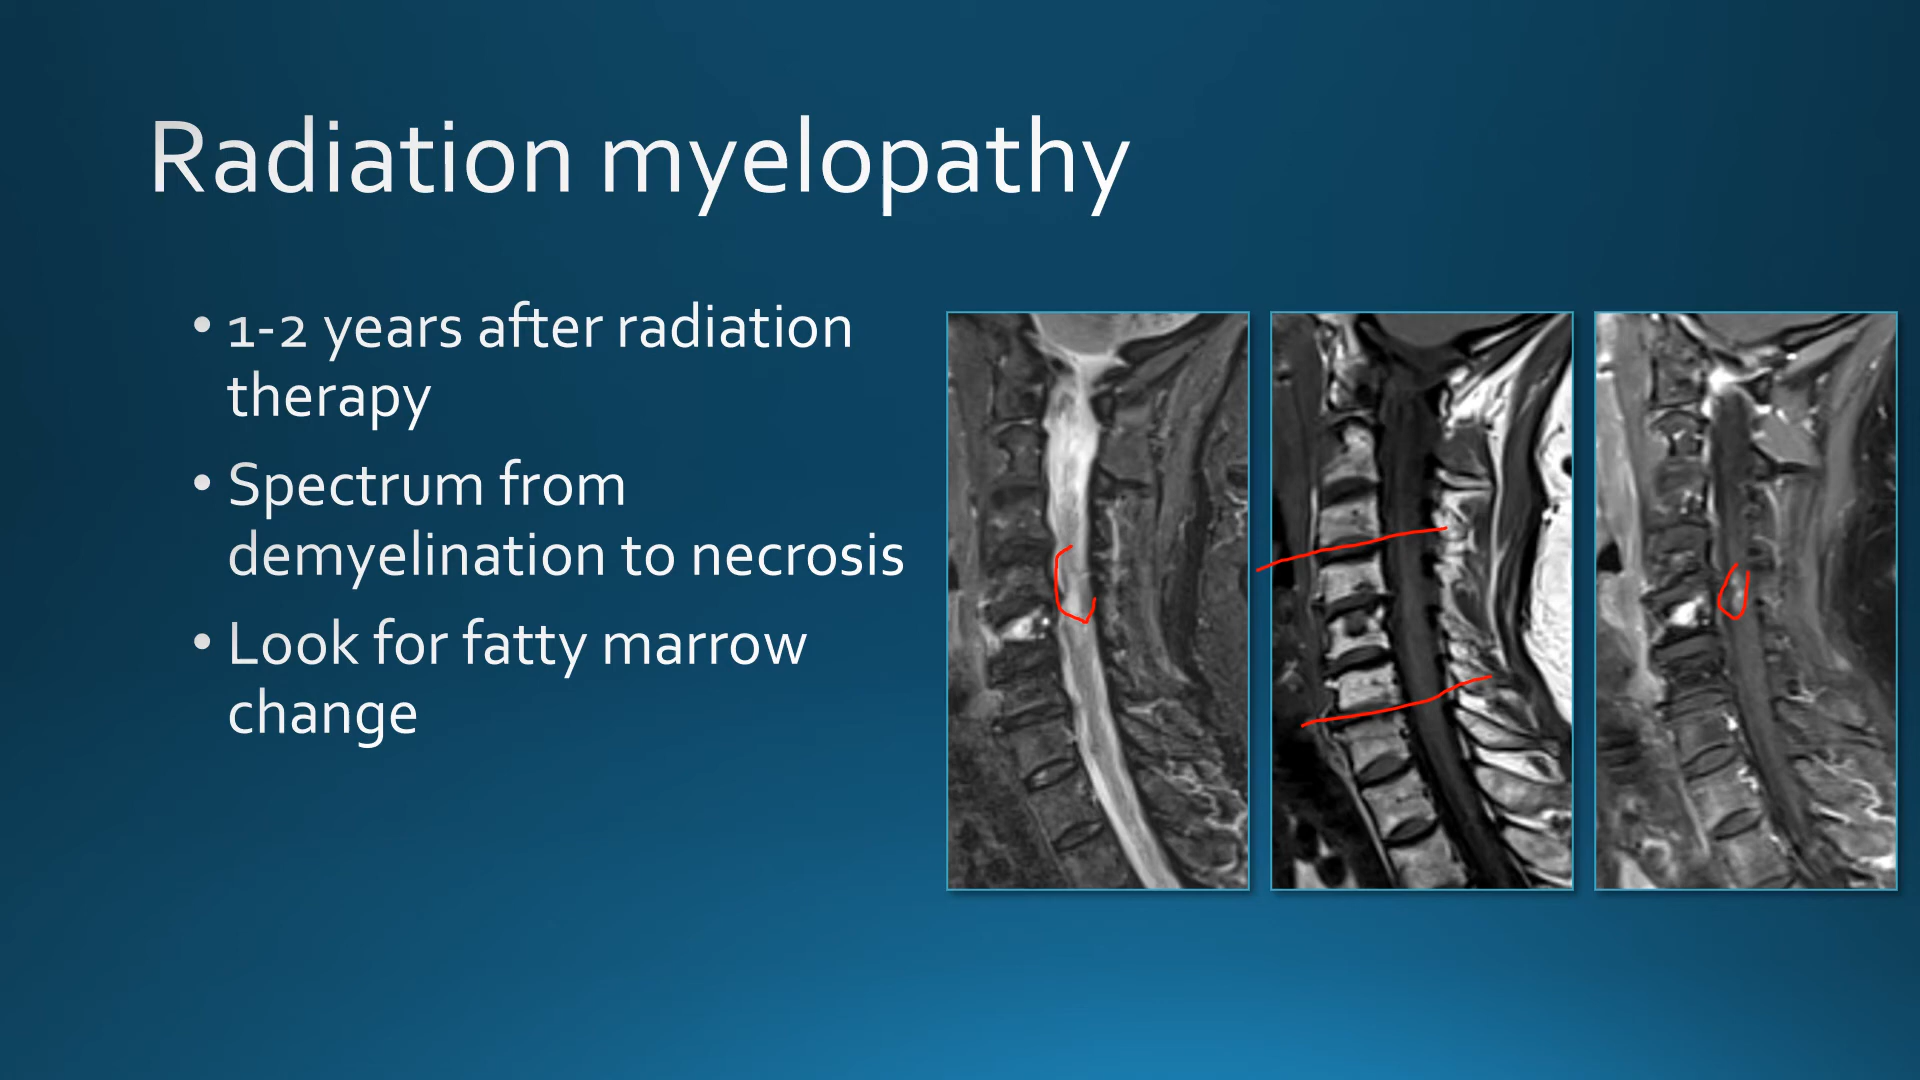 Radiation myelopathy
• 1-2 years after radiation
therapy
• Spectrum from
demyelination to necrosis
• Look for fatty marrow
change